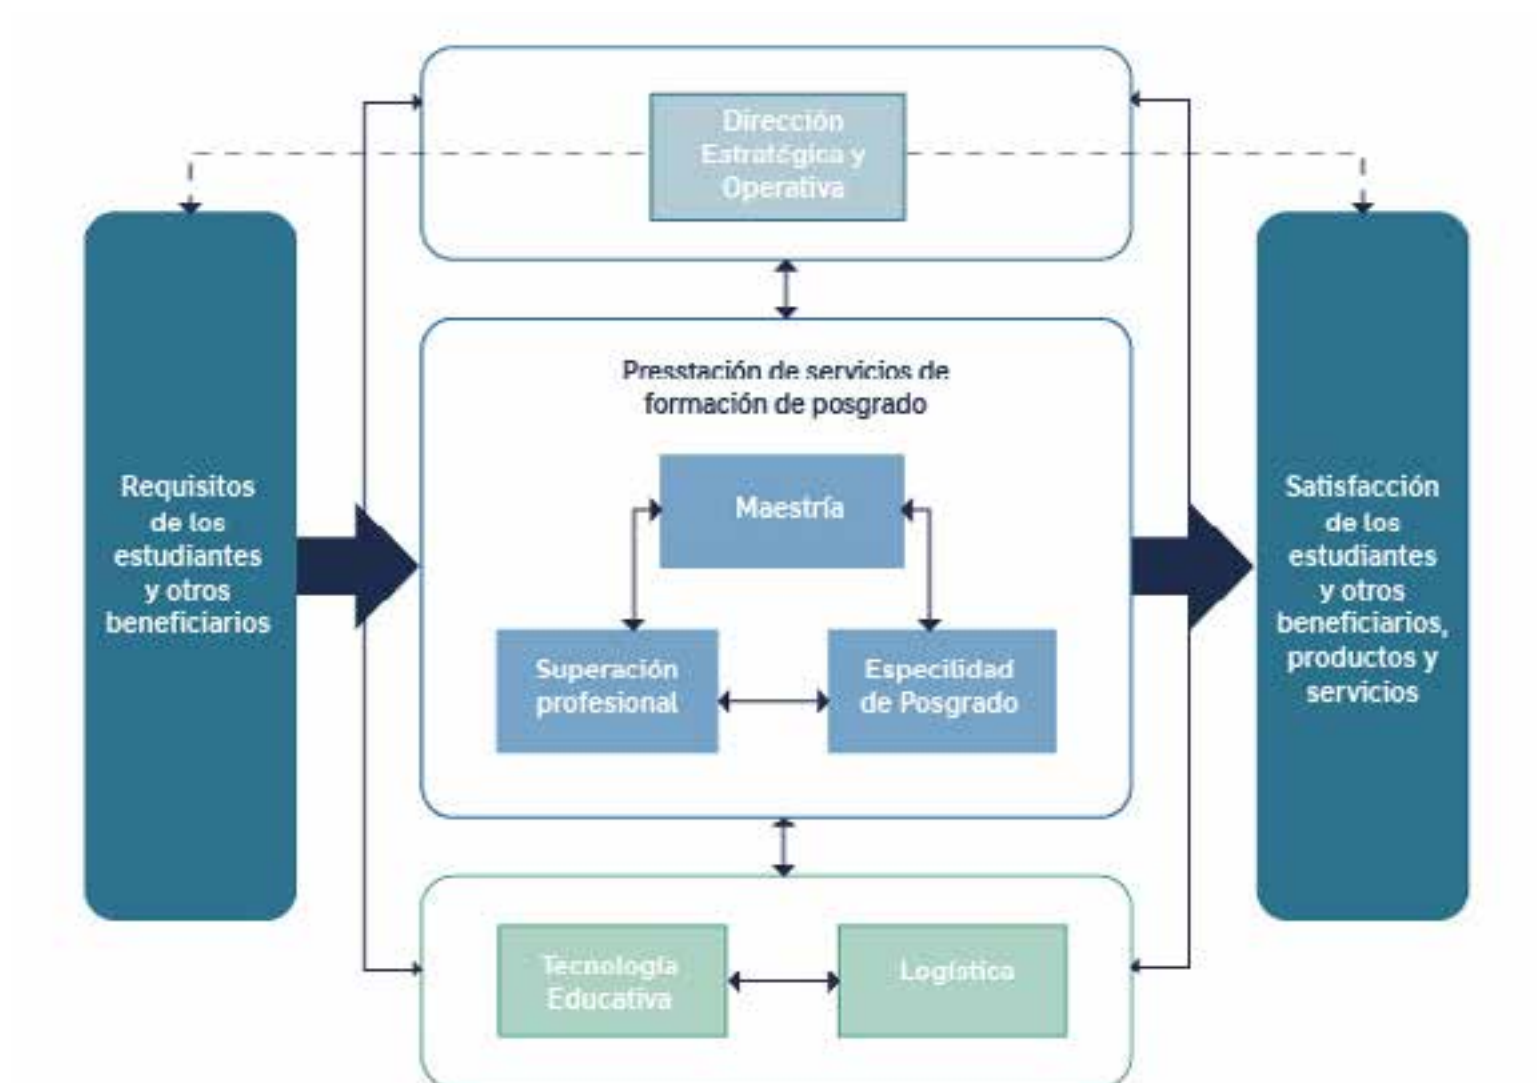 Dirección
Estratégica y
Operativa
Presstación de servicios de
formación de posgrado
Maestría
Superación
profesional
Especilidad
de Posgrado
Requisitos
de los
estudiantes
y otros
beneficiarios
Satisfacción
de los
estudiantes
y otros
beneficiarios,
productos y
servicios
Tecnología
Educativa
Logística